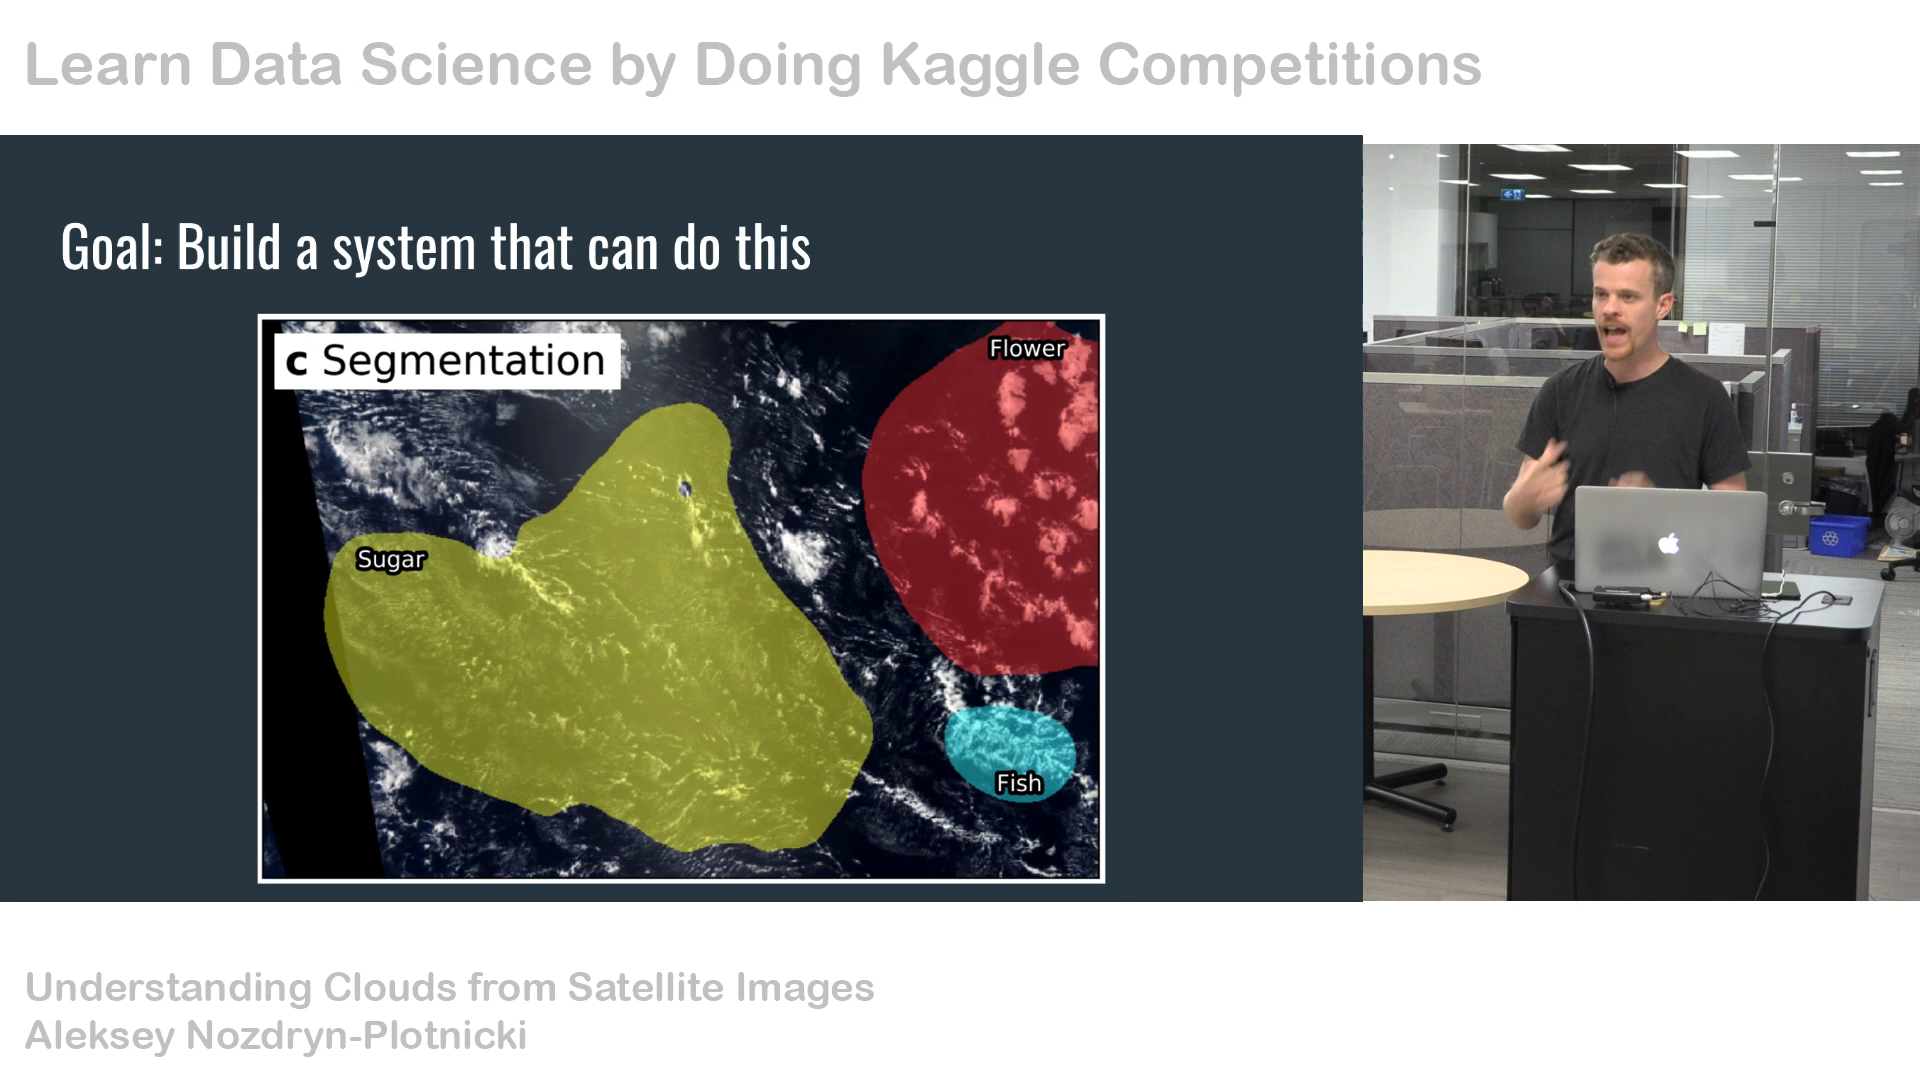 Learn Data Science by Doing Kaggle Competitions
Goal: Build a system that can do this
c Segmentation
Flower
Sugar
Fish
Understanding Clouds from Satellite Images
Aleksey Nozdryn-Plotnicki